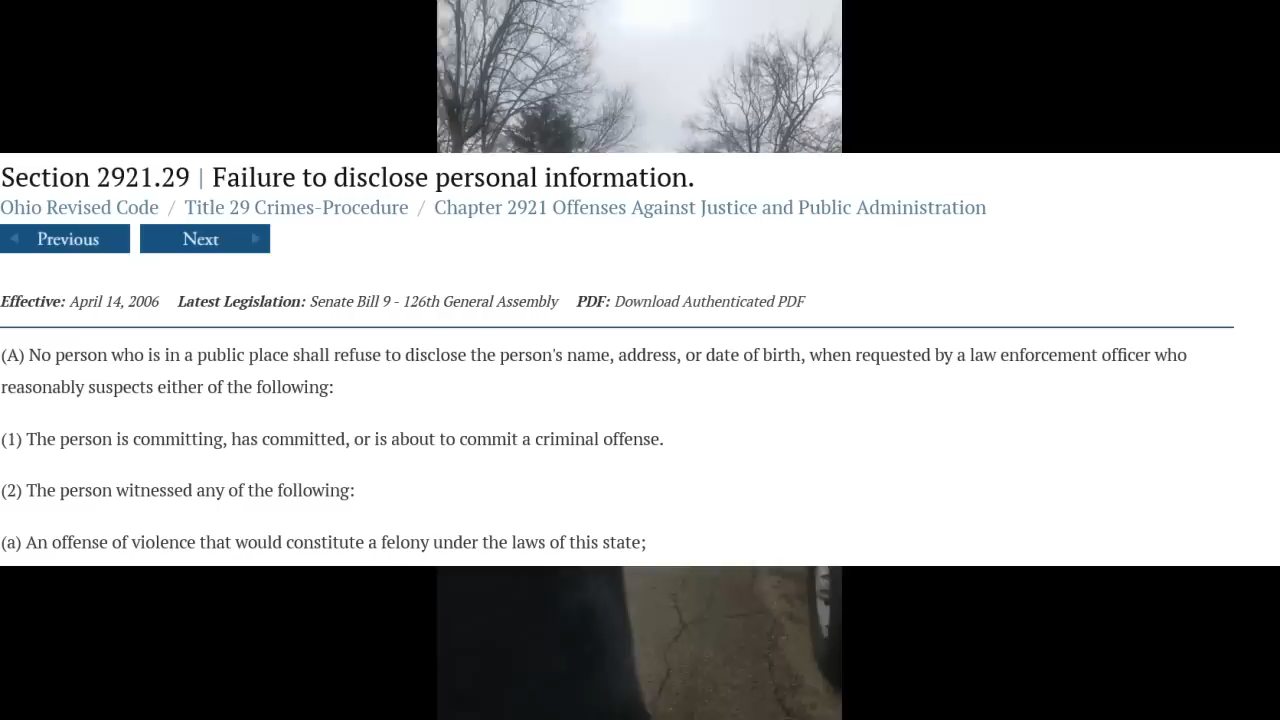 Section 2921.29 | Failure to disclose personal information.
Ohio Revised Code / Title 29 Crimes-Procedure / Chapter 2921 Offenses Against Justice and Public Administration
Previous Next
Effective: April 14, 2006 Latest Legislation: Senate Bill 9 - 126th General Assembly PDF: Download Authenticated PDF
(A) No person who is in a public place shall refuse to disclose the person's name, address, or date of birth, when requested by a law enforcement officer who
reasonably suspects either of the following:
(1) The person is committing, has committed, or is about to commit a criminal offense.
(2) The person witnessed any of the following:
(a) An offense of violence that would constitute a felony under the laws of this state;